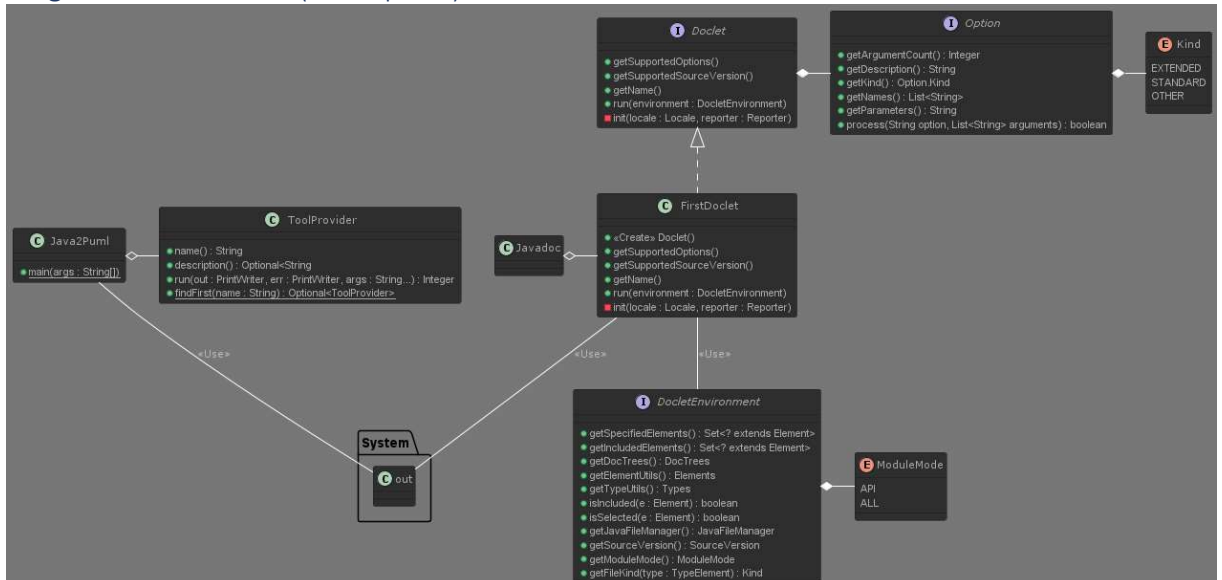 I Doclet
getSupportedOptions()
getSupportedSourceVersion()
getName()
run(environment : DocletEnvironment)
init(locale : Locale, reporter : Reporter)
I Option
getArgumentCount() : Integer
getDescription() : String
getKind() : Option.Kind
getNames() : List<String>
getParameters() : String
process(String option, List<String> arguments) : boolean
E Kind
EXTENDED
STANDARD
OTHER
C Java2Puml
main(args : String[])
C ToolProvider
name() : String
description() : Optional<String
run(out : PrintWriter, err : PrintWriter, args : String...) : Integer
findFirst(name : String) : Optional<ToolProvider>
C Javadoc
C FirstDoclet
«Create» Doclet()
getSupportedOptions()
getSupportedSourceVersion()
getName()
run(environment : DocletEnvironment)
init(locale : Locale, reporter : Reporter)
«Use»
«Use»
«Use»
System
C out
I DocletEnvironment
getSpecifiedElements() : Set<? extends Element>
getIncludedElements() : Set<? extends Element>
getDocTrees() : DocTrees
getElementUtils() : Elements
getTypeUtils() : Types
isIncluded(e : Element) : boolean
isSelected(e : Element) : boolean
getJavaFileManager() : JavaFileManager
getSourceVersion() : SourceVersion
getModuleMode() : ModuleMode
getFileKind(type : TypeElement) : Kind
E ModuleMode
API
ALL